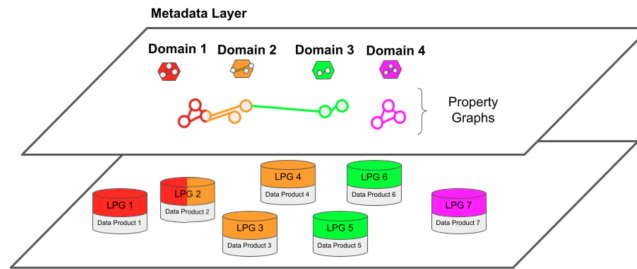 Metadata Layer
Domain 1 Domain 2 Domain 3 Domain 4
Property
Graphs
LPG 4 LPG 6
Data Product 4 Data Product 6
LPG 1 LPG 2 LPG 7
Data Product 1 Data Product 2 Data Product 7
LPG 3 LPG 5
Data Product 3 Data Product 5